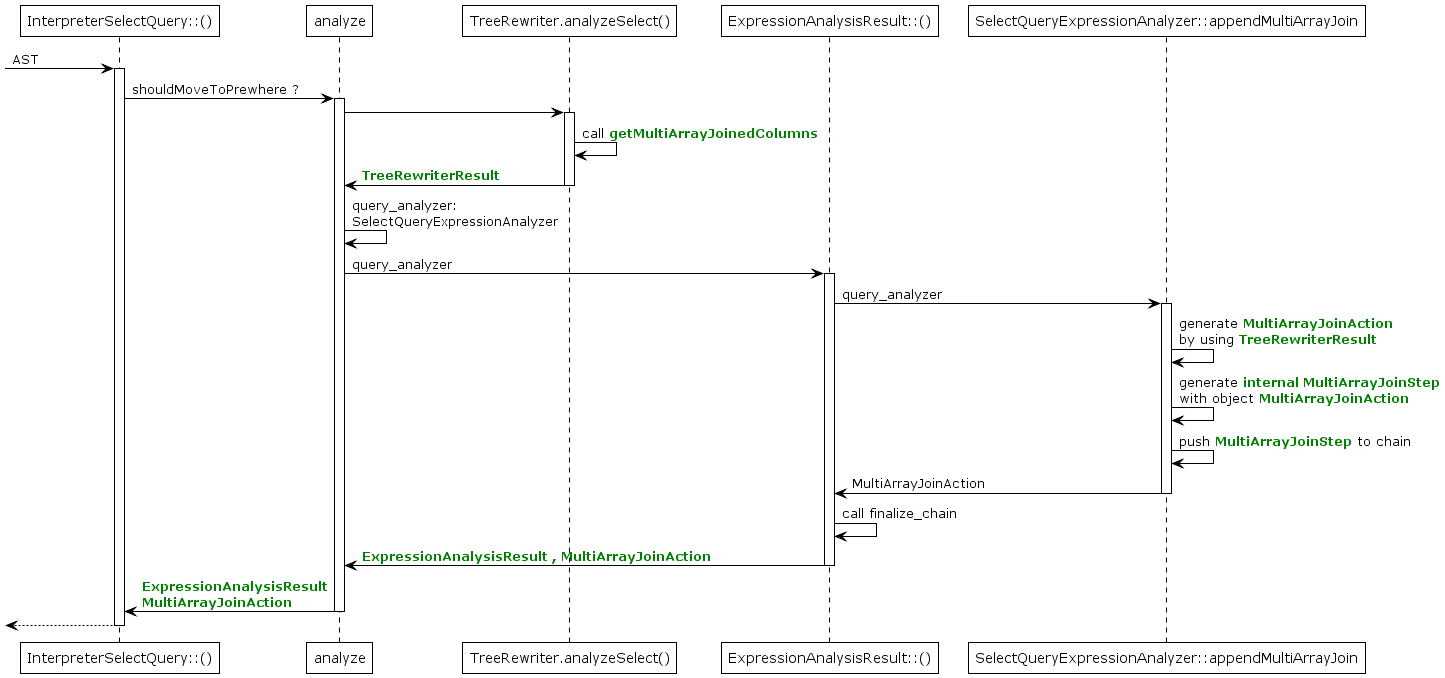 InterpreterSelectQuery::()
analyze
TreeRewriter.analyzeSelect()
ExpressionAnalysisResult::()
SelectQueryExpressionAnalyzer::appendMultiArrayJoin
AST
shouldMoveToPrewhere ?
call getMultiArrayJoinedColumns
TreeRewriterResult
query_analyzer:
SelectQueryExpressionAnalyzer
query_analyzer
query_analyzer
generate MultiArrayJoinAction
by using TreeRewriterResult
generate internal MultiArrayJoinStep
with object MultiArrayJoinAction
push MultiArrayJoinStep to chain
MultiArrayJoinAction
call finalize_chain
ExpressionAnalysisResult , MultiArrayJoinAction
ExpressionAnalysisResult
MultiArrayJoinAction
InterpreterSelectQuery::()
analyze
TreeRewriter.analyzeSelect()
ExpressionAnalysisResult::()
SelectQueryExpressionAnalyzer::appendMultiArrayJoin